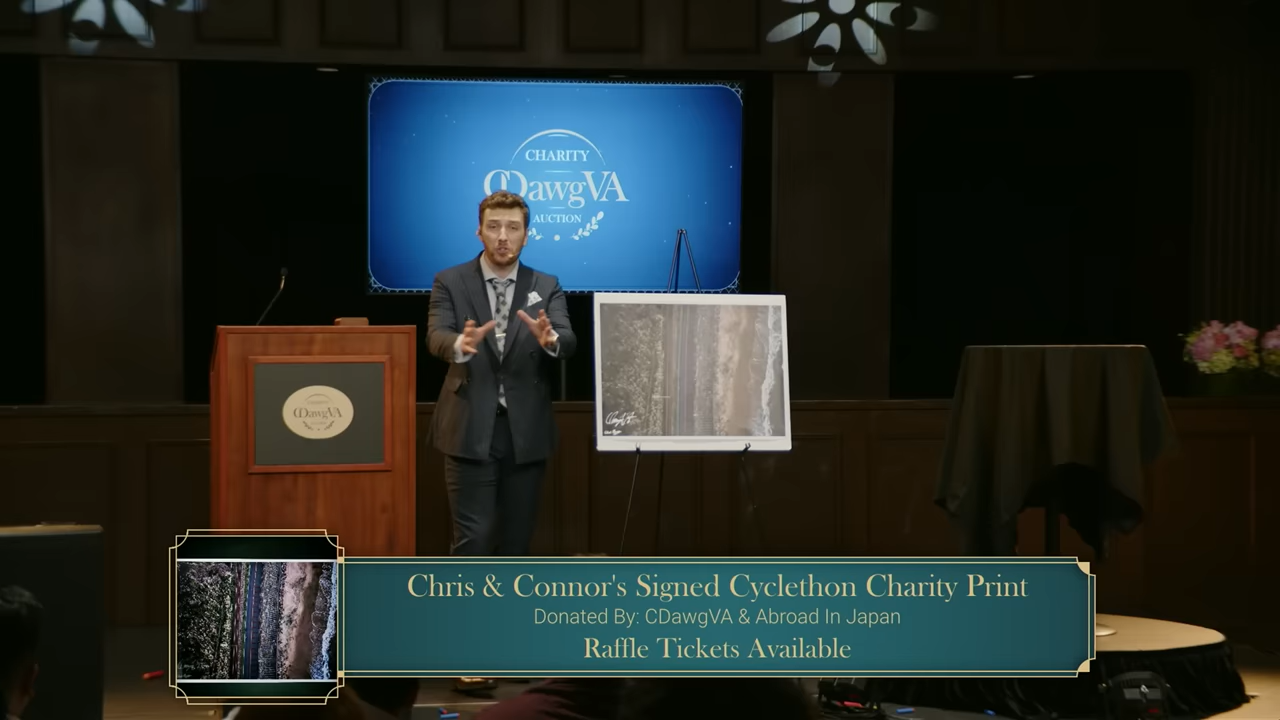 CHARITY
CDawgVA
AUCTION
CDawgVA
Chris & Connor's Signed Cyclethon Charity Print
Donated By: CDawgVA & Abroad In Japan
Raffle Tickets Available